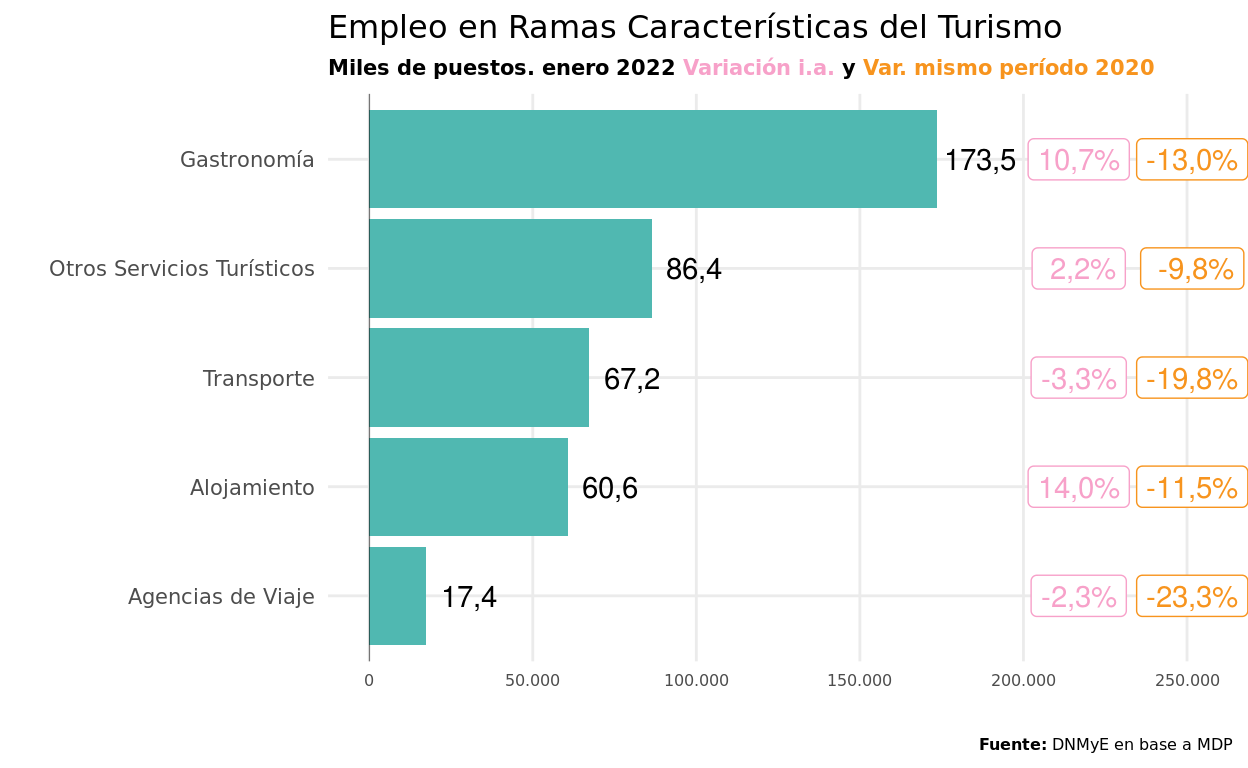 Empleo en Ramas Características del Turismo
Miles de puestos. enero 2022 Variación i.a. y Var. mismo período 2020
Gastronomía 173,5 10,7% -13,0%
Otros Servicios Turísticos 86,4 2,2% -9,8%
Transporte 67,2 -3,3% -19,8%
Alojamiento 60,6 14,0% -11,5%
Agencias de Viaje 17,4 -2,3% -23,3%
0 50.000 100.000 150.000 200.000 250.000
Fuente: DNMyE en base a MDP